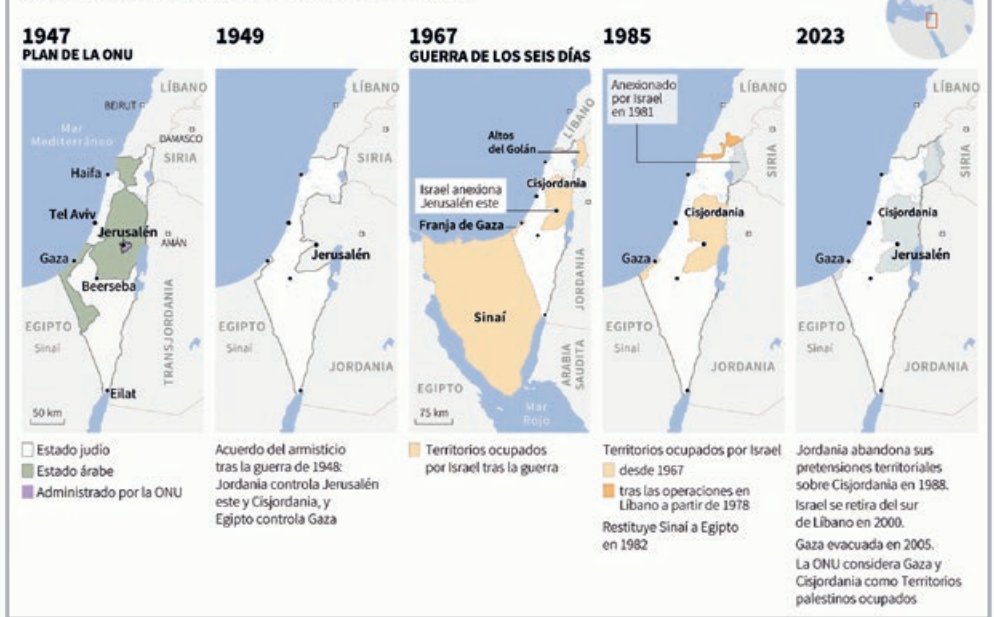 1947
PLAN DE LA ONU
LÍBANO
BEIRUT
Mar
Mediterráneo
DAMASCO
SIRIA
Haifa
Tel Aviv
Jerusalén
AMÁN
Gaza
Beerseba
EGIPTO
Sinaí
TRANSJORDANIA
Eilat
50 km
Estado judío
Estado árabe
Administrado por la ONU
1949
LÍBANO
SIRIA
Jerusalén
EGIPTO
Sinaí
JORDANIA
Acuerdo del armisticio
tras la guerra de 1948:
Jordania controla Jerusalén
este y Cisjordania, y
Egipto controla Gaza
1967
GUERRA DE LOS SEIS DÍAS
LÍBANO
Altos
del Golán
Cisjordania
Israel anexiona
Jerusalén este
Franja de Gaza
Sinaí
JORDANIA
ARABIA
SAUDITA
EGIPTO
Mar
Rojo
75 km
Territorios ocupados
por Israel tras la guerra
1985
Anexionado
por Israel
en 1981
LÍBANO
SIRIA
Cisjordania
Gaza
EGIPTO
Sinaí
JORDANIA
Territorios ocupados por Israel
desde 1967
tras las operaciones en
Líbano a partir de 1978
Restituye Sinaí a Egipto
en 1982
2023
LÍBANO
SIRIA
Cisjordania
Gaza
Jerusalén
EGIPTO
Sinaí
JORDANIA
Jordania abandona sus
pretensiones territoriales
sobre Cisjordania en 1988.
Israel se retira del sur
de Líbano en 2000.
Gaza evacuada en 2005.
La ONU considera Gaza y
Cisjordania como Territorios
palestinos ocupados